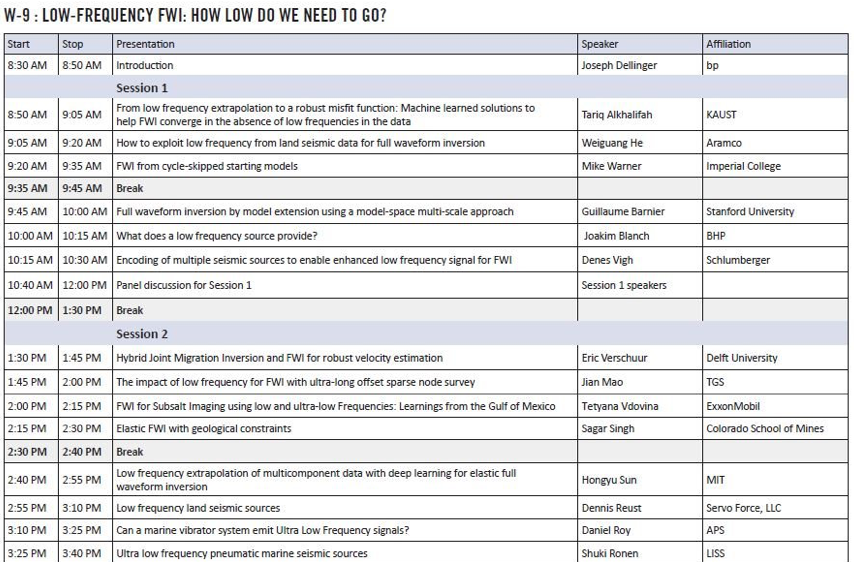 W-9 : LOW-FREQUENCY FWI: HOW LOW DO WE NEED TO GO?
Start Stop Presentation Speaker Affiliation
8:30 AM 8:50 AM Introduction Joseph Dellinger bp
Session 1
8:50 AM 9:05 AM From low frequency extrapolation to a robust misfit function: Machine learned solutions to
help FWI converge in the absence of low frequencies in the data Tariq Alkhalifah KAUST
9:05 AM 9:20 AM How to exploit low frequency from land seismic data for full waveform inversion Weiguang He Aramco
9:20 AM 9:35 AM FWI from cycle-skipped starting models Mike Warner Imperial College
9:35 AM 9:45 AM Break
9:45 AM 10:00 AM Full waveform inversion by model extension using a model-space multi-scale approach Guillaume Barnier Stanford University
10:00 AM 10:15 AM What does a low frequency source provide? Joakim Blanch BHP
10:15 AM 10:30 AM Encoding of multiple seismic sources to enable enhanced low frequency signal for FWI Denes Vigh Schlumberger
10:40 AM 12:00 PM Panel discussion for Session 1 Session 1 speakers
12:00 PM 1:30 PM Break
Session 2
1:30 PM 1:45 PM Hybrid Joint Migration Inversion and FWI for robust velocity estimation Eric Verschuur Delft University
1:45 PM 2:00 PM The impact of low frequency for FWI with ultra-long offset sparse node survey Jian Mao TGS
2:00 PM 2:15 PM FWI for Subsalt Imaging using low and ultra-low Frequencies: Learnings from the Gulf of Mexico Tetyana Vdovina ExxonMobil
2:15 PM 2:30 PM Elastic FWI with geological constraints Sagar Singh Colorado School of Mines
2:30 PM 2:40 PM Break
2:40 PM 2:55 PM Low frequency extrapolation of multicomponent data with deep learning for elastic full
waveform inversion Hongyu Sun MIT
2:55 PM 3:10 PM Low frequency land seismic sources Dennis Reust Servo Force, LLC
3:10 PM 3:25 PM Can a marine vibrator system emit Ultra Low Frequency signals? Daniel Roy APS
3:25 PM 3:40 PM Ultra low frequency pneumatic marine seismic sources Shuki Ronen LISS